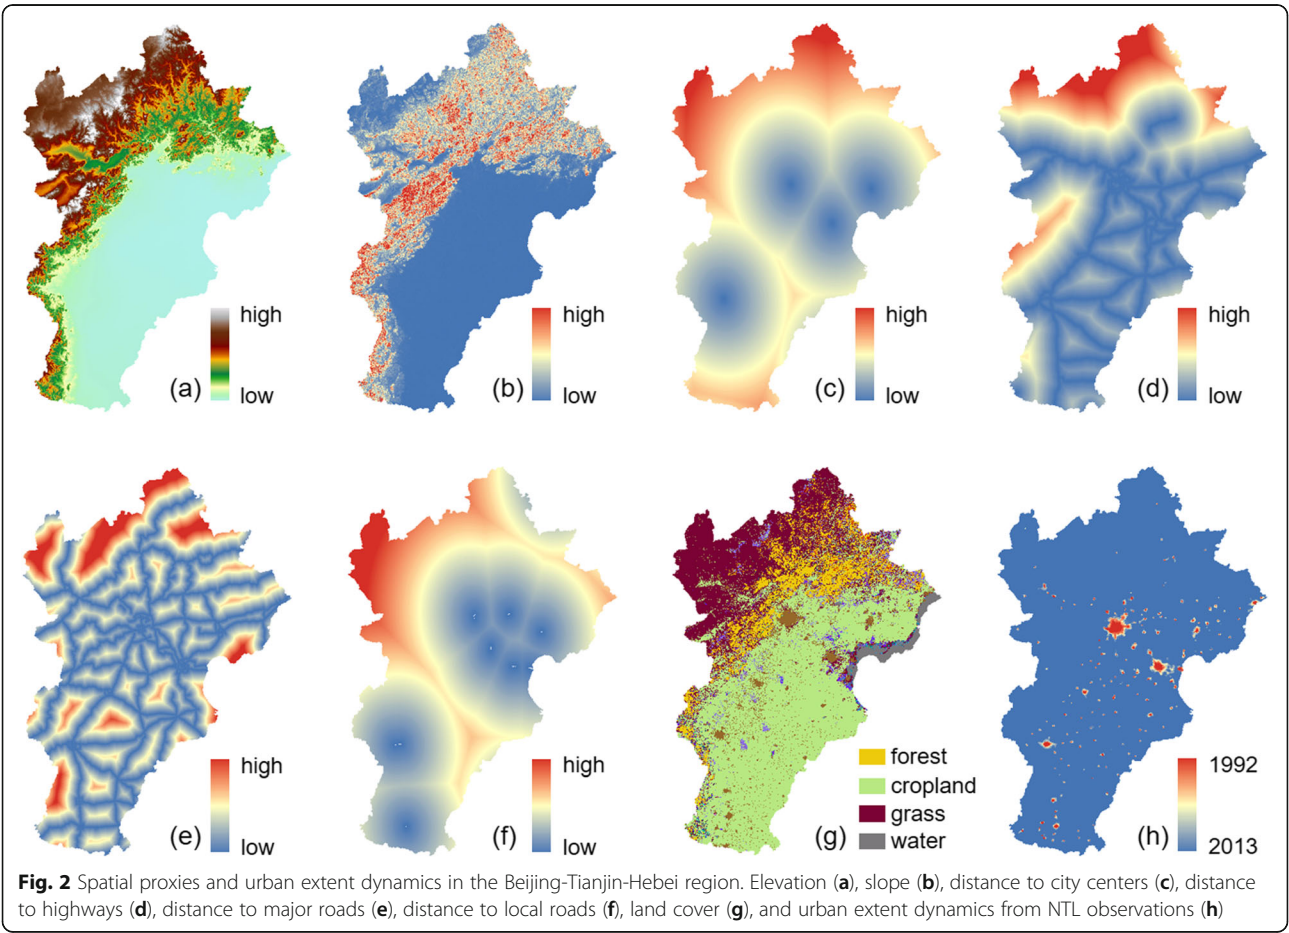 high
low
(a)
high
low
(b)
high
low
(c)
high
low
(d)
high
low
(e)
high
low
(f)
forest
cropland
grass
water
(g)
1992
2013
(h)
Fig. 2 Spatial proxies and urban extent dynamics in the Beijing-Tianjin-Hebei region. Elevation (a), slope (b), distance to city centers (c), distance
to highways (d), distance to major roads (e), distance to local roads (f), land cover (g), and urban extent dynamics from NTL observations (h)